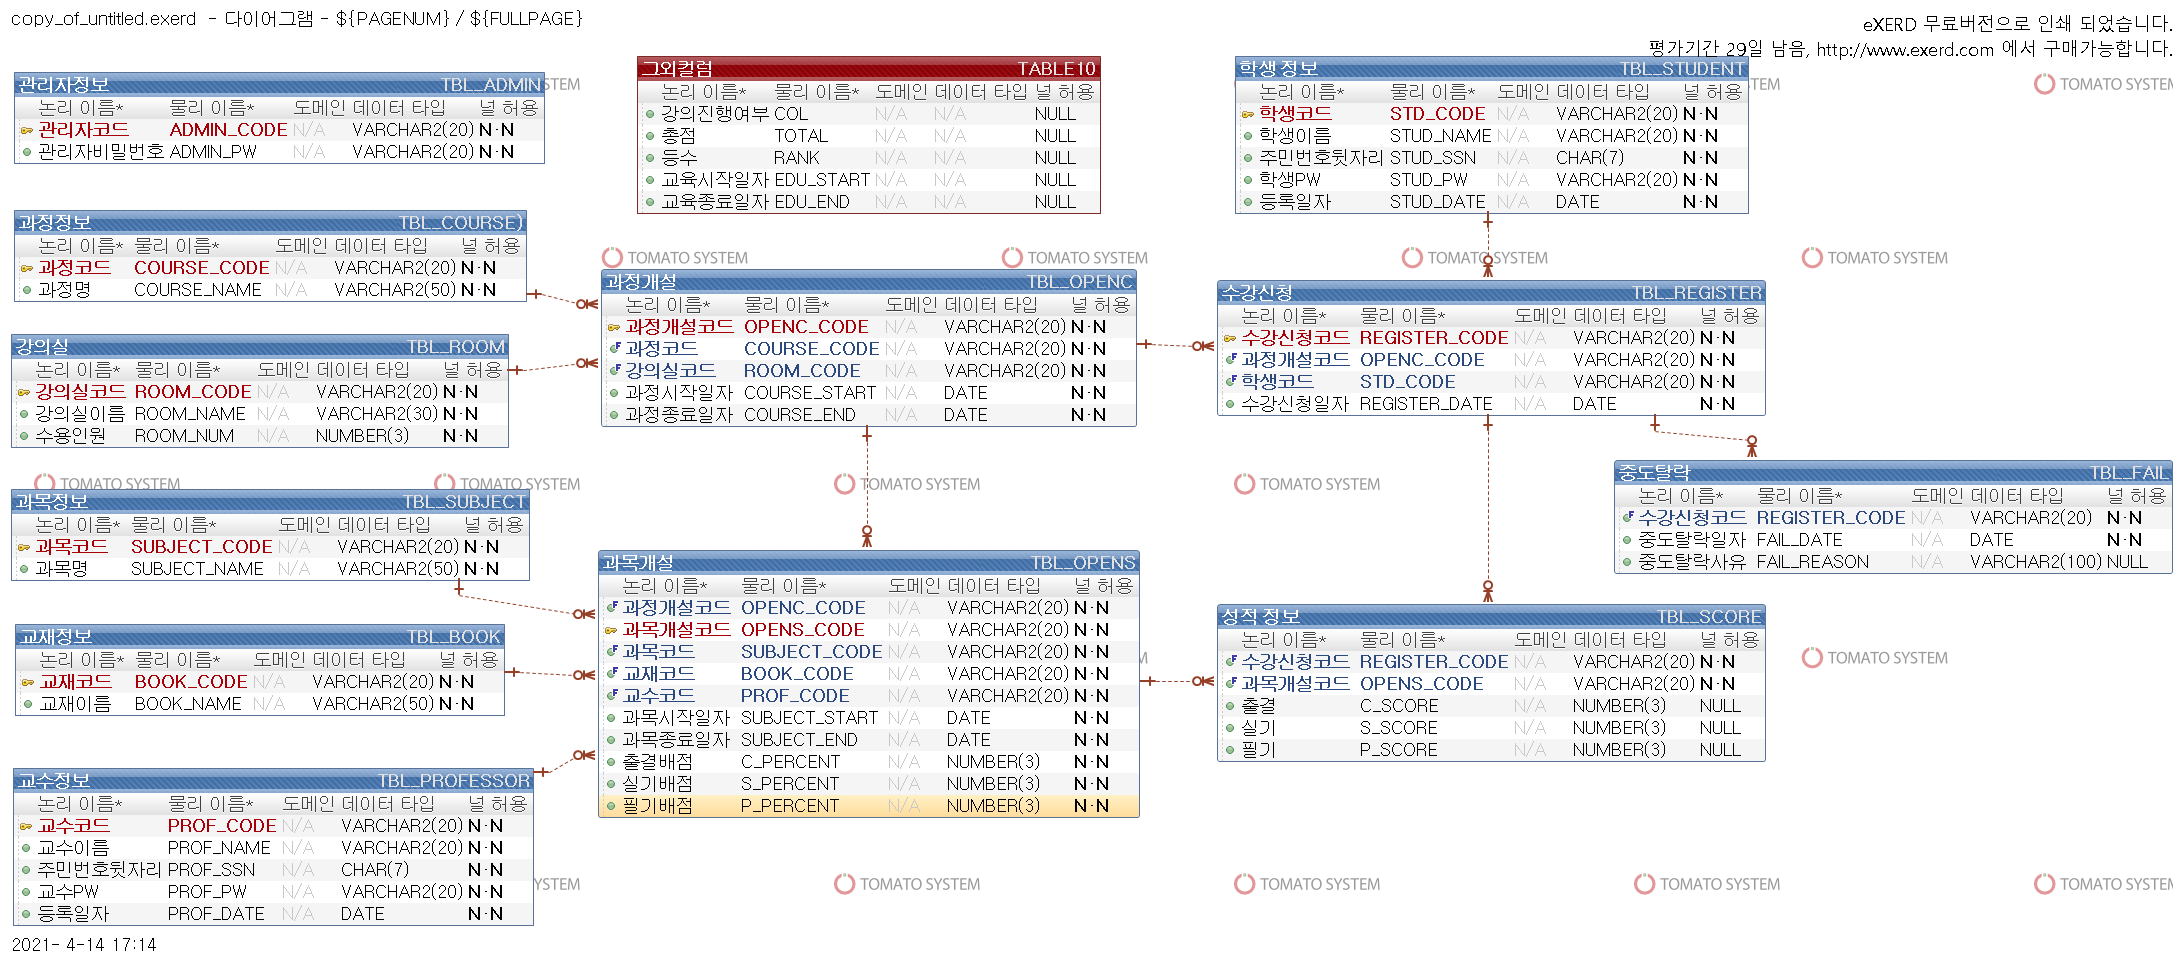 copy_of_untitled.exerd - 다이어그램 - ${PAGENUM} / ${FULLPAGE}
eXERD 무료버전으로 인쇄 되었습니다.
평가기간 29일 남음, http://www.exerd.com 에서 구매가능합니다.
관리자정보 TBL_ADMIN
논리 이름* 물리 이름* 도메인 데이터 타입 널 허용
관리자코드 ADMIN_CODE N/A VARCHAR2(20) N·N
관리자비밀번호 ADMIN_PW N/A VARCHAR2(20) N·N
그외컬럼 TABLE10
논리 이름* 물리 이름* 도메인 데이터 타입 널 허용
강의진행여부 COL N/A N/A NULL
총점 TOTAL N/A N/A NULL
등수 RANK N/A N/A NULL
교육시작일자 EDU_START N/A N/A NULL
교육종료일자 EDU_END N/A N/A NULL
학생 정보 TBL_STUDENT
논리 이름* 물리 이름* 도메인 데이터 타입 널 허용
학생코드 STD_CODE N/A VARCHAR2(20) N·N
학생이름 STUD_NAME N/A VARCHAR2(20) N·N
주민번호뒷자리 STUD_SSN N/A CHAR(7) N·N
학생PW STUD_PW N/A VARCHAR2(20) N·N
등록일자 STUD_DATE N/A DATE N·N
과정정보 TBL_COURSE)
논리 이름* 물리 이름* 도메인 데이터 타입 널 허용
과정코드 COURSE_CODE N/A VARCHAR2(20) N·N
과정명 COURSE_NAME N/A VARCHAR2(50) N·N
과정개설 TBL_OPENC
논리 이름* 물리 이름* 도메인 데이터 타입 널 허용
과정개설코드 OPENC_CODE N/A VARCHAR2(20) N·N
과정코드 COURSE_CODE N/A VARCHAR2(20) N·N
강의실코드 ROOM_CODE N/A VARCHAR2(20) N·N
과정시작일자 COURSE_START N/A DATE N·N
과정종료일자 COURSE_END N/A DATE N·N
수강신청 TBL_REGISTER
논리 이름* 물리 이름* 도메인 데이터 타입 널 허용
수강신청코드 REGISTER_CODE N/A VARCHAR2(20) N·N
과정개설코드 OPENC_CODE N/A VARCHAR2(20) N·N
학생코드 STD_CODE N/A VARCHAR2(20) N·N
수강신청일자 REGISTER_DATE N/A DATE N·N
강의실 TBL_ROOM
논리 이름* 물리 이름* 도메인 데이터 타입 널 허용
강의실코드 ROOM_CODE N/A VARCHAR2(20) N·N
강의실이름 ROOM_NAME N/A VARCHAR2(30) N·N
수용인원 ROOM_NUM N/A NUMBER(3) N·N
중도탈락 TBL_FAIL
논리 이름* 물리 이름* 도메인 데이터 타입 널 허용
수강신청코드 REGISTER_CODE N/A VARCHAR2(20) N·N
중도탈락일자 FAIL_DATE N/A DATE N·N
중도탈락사유 FAIL_REASON N/A VARCHAR2(100) NULL
과목정보 TBL_SUBJECT
논리 이름* 물리 이름* 도메인 데이터 타입 널 허용
과목코드 SUBJECT_CODE N/A VARCHAR2(20) N·N
과목명 SUBJECT_NAME N/A VARCHAR2(50) N·N
과목개설 TBL_OPENS
논리 이름* 물리 이름* 도메인 데이터 타입 널 허용
과정개설코드 OPENC_CODE N/A VARCHAR2(20) N·N
과목개설코드 OPENS_CODE N/A VARCHAR2(20) N·N
과목코드 SUBJECT_CODE N/A VARCHAR2(20) N·N
교재코드 BOOK_CODE N/A VARCHAR2(20) N·N
교수코드 PROF_CODE N/A VARCHAR2(20) N·N
과목시작일자 SUBJECT_START N/A DATE N·N
과목종료일자 SUBJECT_END N/A DATE N·N
출결배점 C_PERCENT N/A NUMBER(3) N·N
실기배점 S_PERCENT N/A NUMBER(3) N·N
필기배점 P_PERCENT N/A NUMBER(3) N·N
성적 정보 TBL_SCORE
논리 이름* 물리 이름* 도메인 데이터 타입 널 허용
수강신청코드 REGISTER_CODE N/A VARCHAR2(20) N·N
과목개설코드 OPENS_CODE N/A VARCHAR2(20) N·N
출결 C_SCORE N/A NUMBER(3) NULL
실기 S_SCORE N/A NUMBER(3) NULL
필기 P_SCORE N/A NUMBER(3) NULL
교재정보 TBL_BOOK
논리 이름* 물리 이름* 도메인 데이터 타입 널 허용
교재코드 BOOK_CODE N/A VARCHAR2(20) N·N
교재이름 BOOK_NAME N/A VARCHAR2(50) N·N
교수정보 TBL_PROFESSOR
논리 이름* 물리 이름* 도메인 데이터 타입 널 허용
교수코드 PROF_CODE N/A VARCHAR2(20) N·N
교수이름 PROF_NAME N/A VARCHAR2(20) N·N
주민번호뒷자리 PROF_SSN N/A CHAR(7) N·N
교수PW PROF_PW N/A VARCHAR2(20) N·N
등록일자 PROF_DATE N/A DATE N·N
2021- 4-14 17:14
SYSTEM
TOMATO SYSTEM
TOMATO SYSTEM
TOMATO SYSTEM
TOMATO SYSTEM
TOMATO SYSTEM
TOMATO SYSTEM
TOMATO SYSTEM
TOMATO SYSTEM
TOMATO SYSTEM
TOMATO SYSTEM
TOMATO SYSTEM
TOMATO SYSTEM
TOMATO SYSTEM